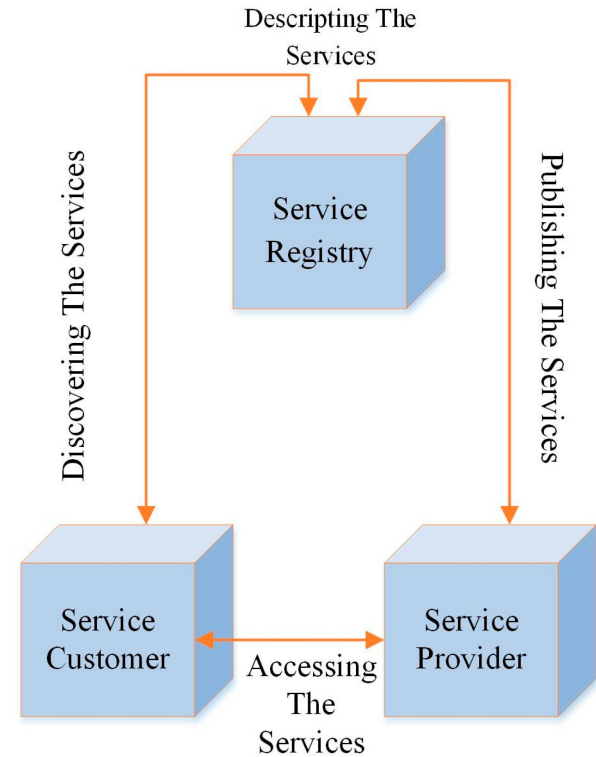 Descripting The
Services
Service
Registry
Discovering The Services
Publishing The Services
Service
Customer
Service
Provider
Accessing
The
Services